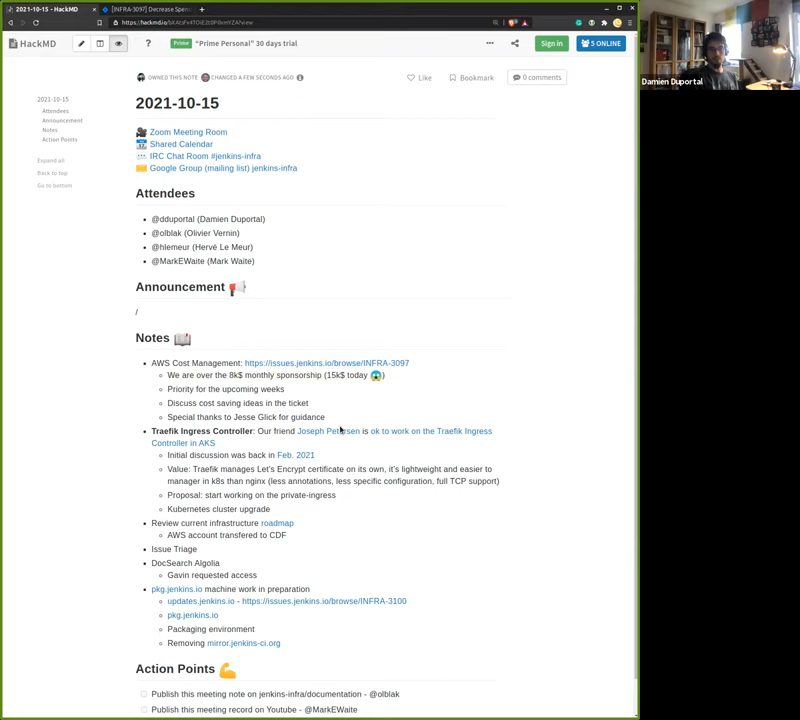 2021-10-15 - HackMD
[INFRA-3097] Decrease Spen
HackMD
?
Prime "Prime Personal" 30 days trial
Sign in
5 ONLINE
OWNED THIS NOTE
CHANGED A FEW SECONDS AGO
Like
Bookmark
0 comments
2021-10-15
Attendees
Announcement
Notes
Action Points
Expand all
Back to top
Go to bottom
2021-10-15
Zoom Meeting Room
Shared Calendar
IRC Chat Room #jenkins-infra
Google Group (mailing list) jenkins-infra
Attendees
@dduportal (Damien Duportal)
@olblak (Olivier Vernin)
@hlemeur (Hervé Le Meur)
@MarkEWaite (Mark Waite)
Announcement
/
Notes
AWS Cost Management: https://issues.jenkins.io/browse/INFRA-3097
We are over the 8k$ monthly sponsorship (15k$ today 😱)
Priority for the upcoming weeks
Discuss cost saving ideas in the ticket
Special thanks to Jesse Glick for guidance
Traefik Ingress Controller: Our friend Joseph Petersen is ok to work on the Traefik Ingress
Controller in AKS
Initial discussion was back in Feb. 2021
Value: Traefik manages Let's Encrypt certificate on its own, it's lightweight and easier to
manager in k8s than nginx (less annotations, less specific configuration, full TCP support)
Proposal: start working on the private-ingress
Kubernetes cluster upgrade
Review current infrastructure roadmap
AWS account transfered to CDF
Issue Triage
DocSearch Algolia
Gavin requested access
pkg.jenkins.io machine work in preparation
updates.jenkins.io - https://issues.jenkins.io/browse/INFRA-3100
pkg.jenkins.io
Packaging environment
Removing mirror.jenkins-ci.org
Action Points
Publish this meeting note on jenkins-infra/documentation - @olblak
Publish this meeting record on Youtube - @MarkEWaite
Damien Duportal